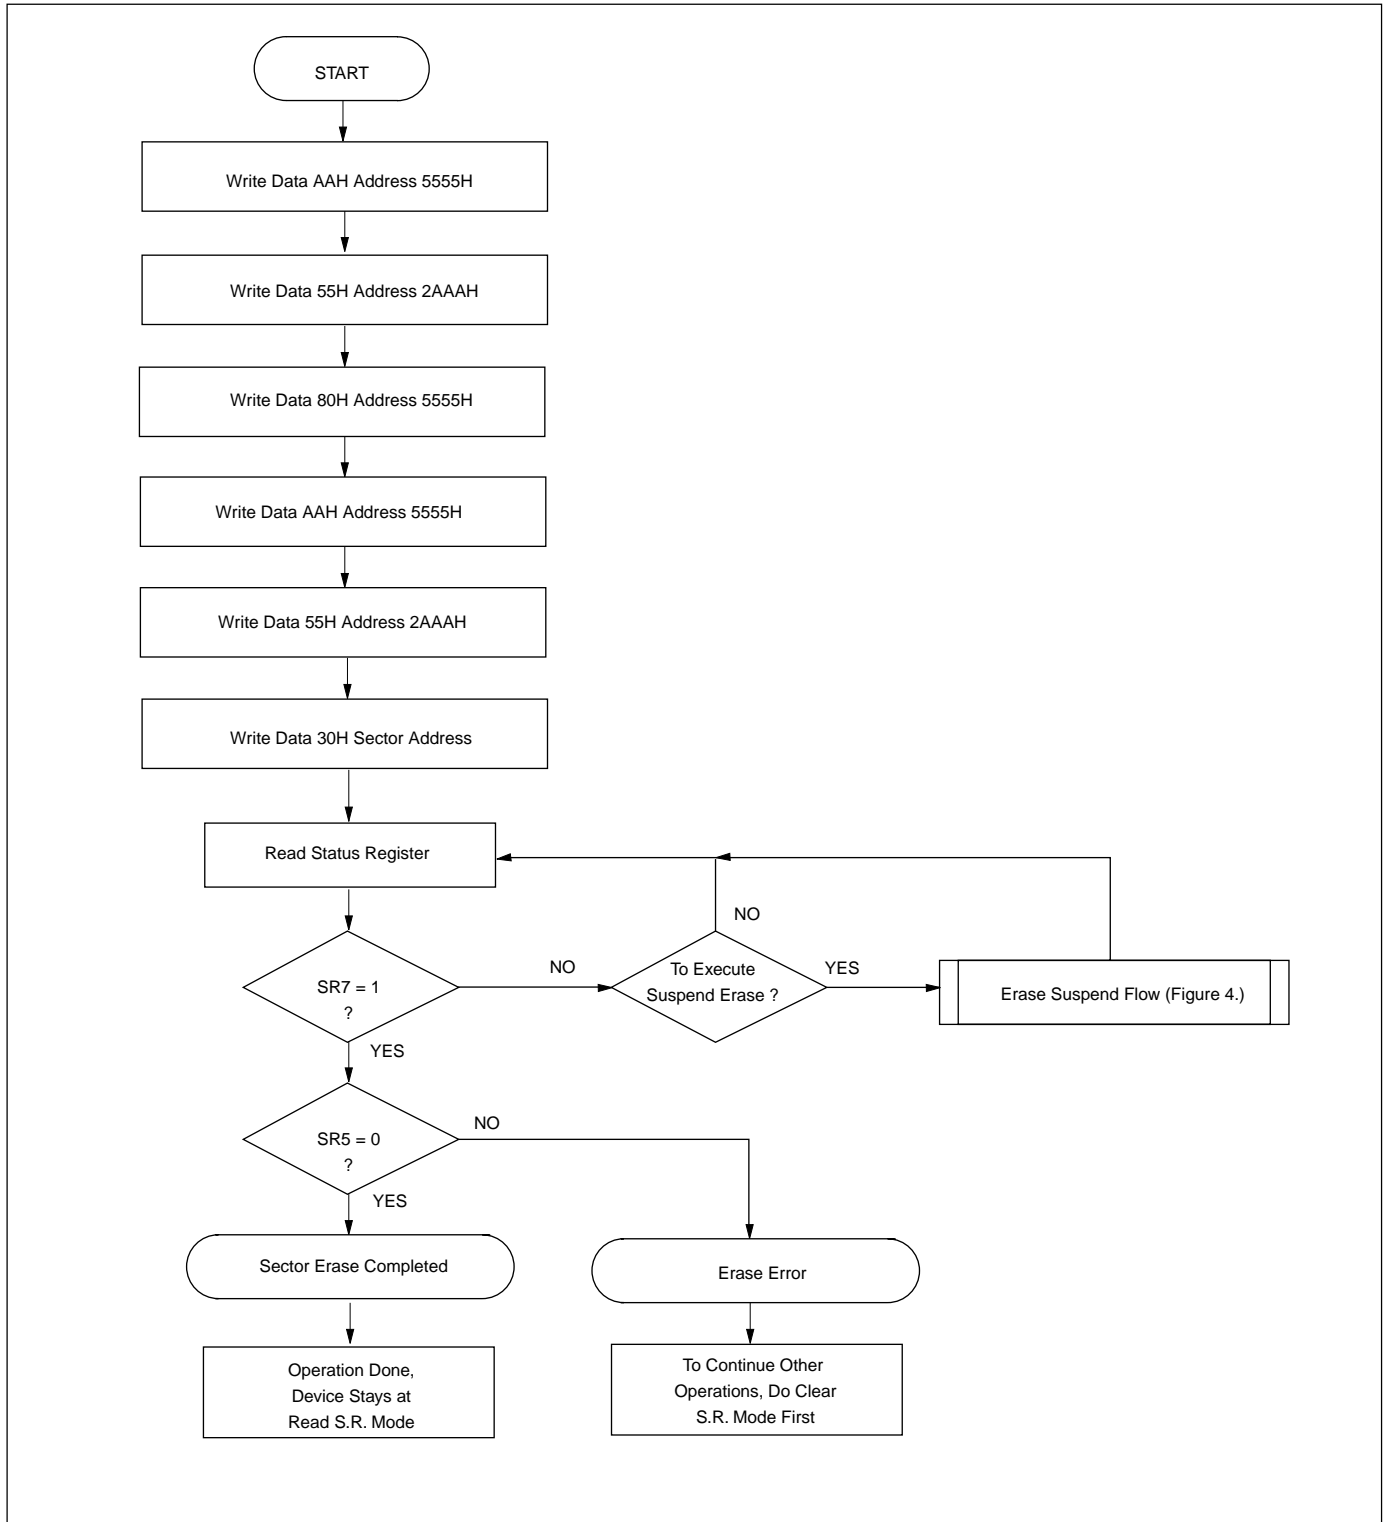 START
Write Data AAH Address 5555H
Write Data 55H Address 2AAAH
Write Data 80H Address 5555H
Write Data AAH Address 5555H
Write Data 55H Address 2AAAH
Write Data 30H Sector Address
Read Status Register
NO
SR7 = 1
?
NO
To Execute
Suspend Erase ?
YES
Erase Suspend Flow (Figure 4.)
YES
SR5 = 0
?
NO
YES
Sector Erase Completed
Erase Error
Operation Done,
Device Stays at
Read S.R. Mode
To Continue Other
Operations, Do Clear
S.R. Mode First